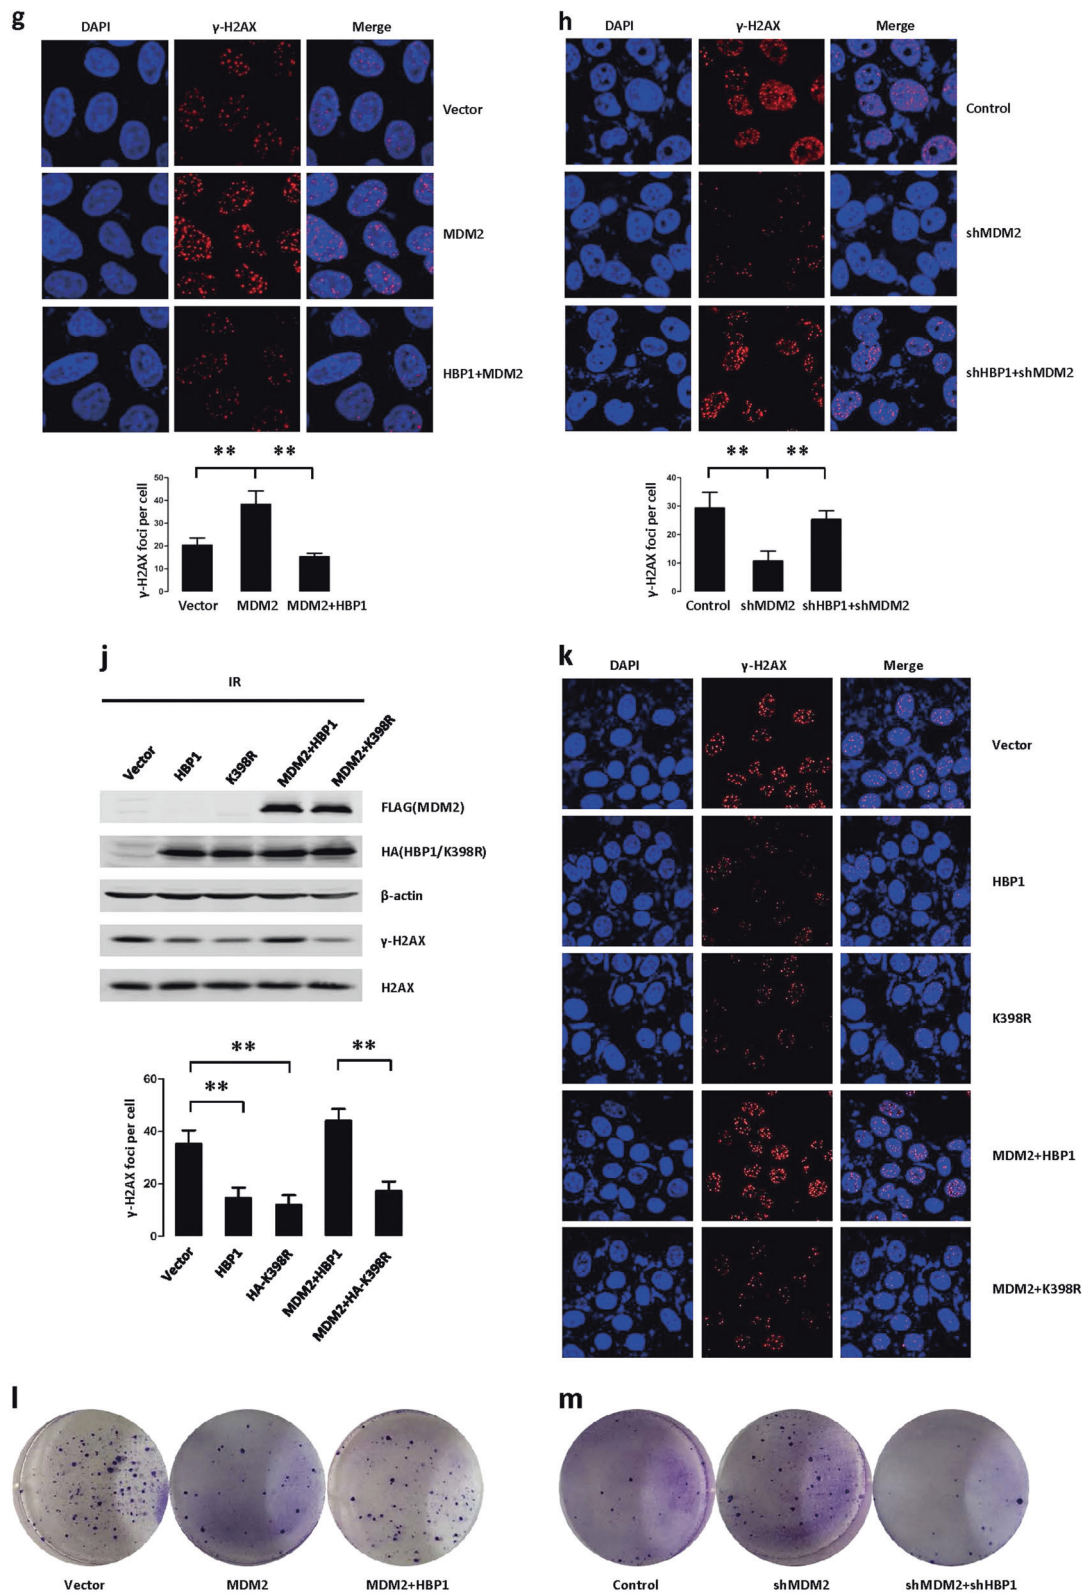 g
DAPI γ-H2AX Merge
Vector
MDM2
HBP1+MDM2
** **
γ-H2AX foci per cell
50
40
30
20
10
0
Vector MDM2 MDM2+HBP1
h
DAPI γ-H2AX Merge
Control
shMDM2
shHBP1+shMDM2
** **
γ-H2AX foci per cell
40
30
20
10
0
Control shMDM2 shHBP1+shMDM2
j
IR
Vector HBP1 K398R MDM2+HBP1 MDM2+K398R
FLAG(MDM2)
HA(HBP1/K398R)
β-actin
γ-H2AX
H2AX
**
**
**
γ-H2AX foci per cell
60
40
20
0
Vector HBP1 HA-K398R MDM2+HBP1 MDM2+HA-K398R
k
DAPI γ-H2AX Merge
Vector
HBP1
K398R
MDM2+HBP1
MDM2+K398R
l
Vector MDM2 MDM2+HBP1
m
Control shMDM2 shMDM2+shHBP1